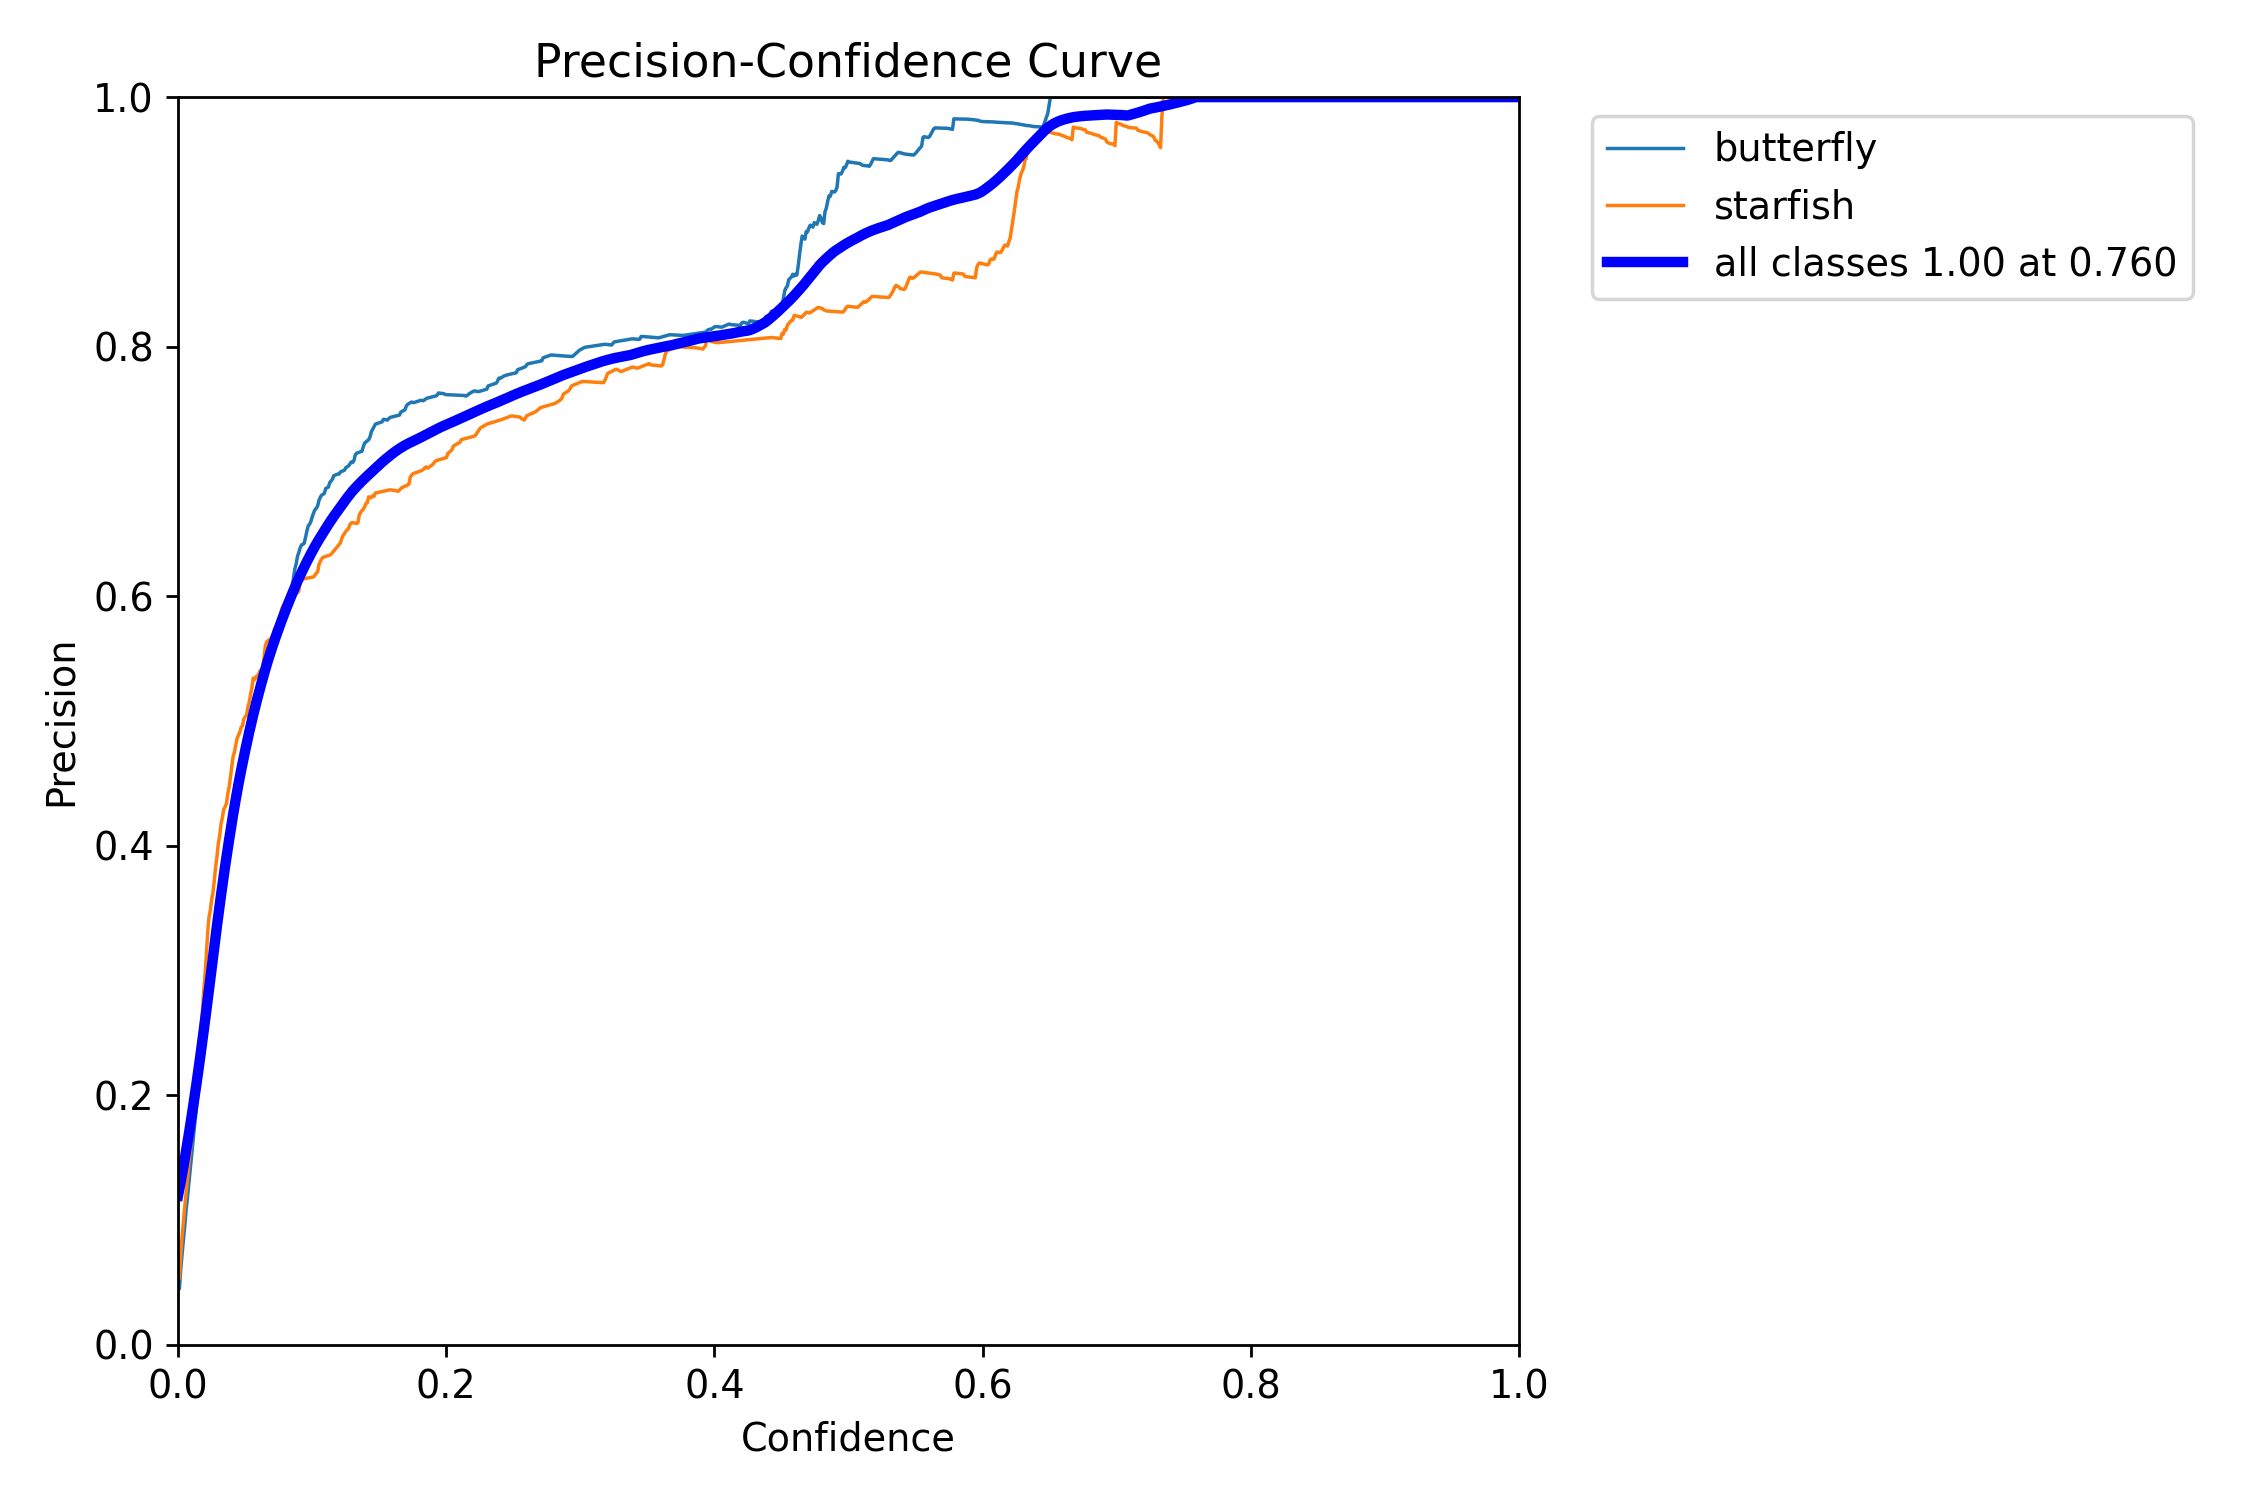 Precision-Confidence Curve
1.0
0.8
0.6
0.4
0.2
0.0
Precision
0.0 0.2 0.4 0.6 0.8 1.0
Confidence
butterfly
starfish
all classes 1.00 at 0.760